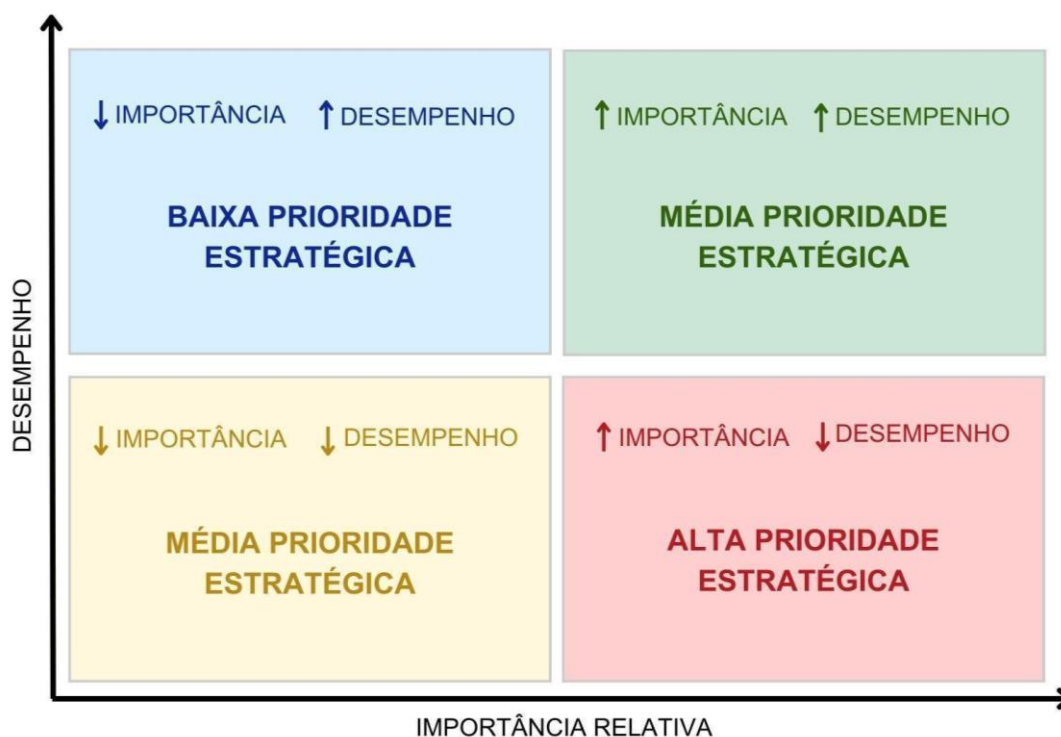 DESEMPENHO
↓ IMPORTÂNCIA ↑ DESEMPENHO
BAIXA PRIORIDADE
ESTRATÉGICA
↑ IMPORTÂNCIA ↑ DESEMPENHO
MÉDIA PRIORIDADE
ESTRATÉGICA
↓ IMPORTÂNCIA ↓ DESEMPENHO
MÉDIA PRIORIDADE
ESTRATÉGICA
↑ IMPORTÂNCIA ↓ DESEMPENHO
ALTA PRIORIDADE
ESTRATÉGICA
IMPORTÂNCIA RELATIVA